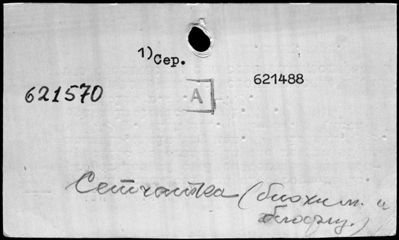 1) Сер.
621570
А
621488
Сетчатка (биохим. и
биофиз.)